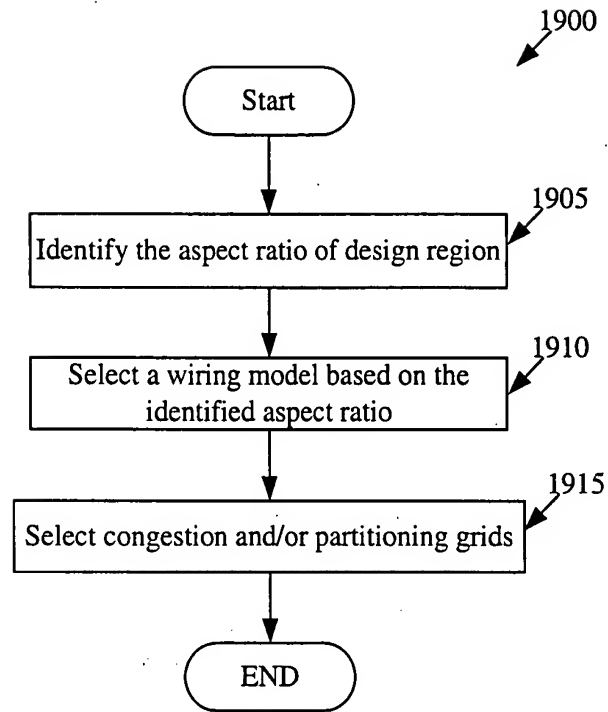 1900
Start
1905
Identify the aspect ratio of design region
1910
Select a wiring model based on the
identified aspect ratio
1915
Select congestion and/or partitioning grids
END